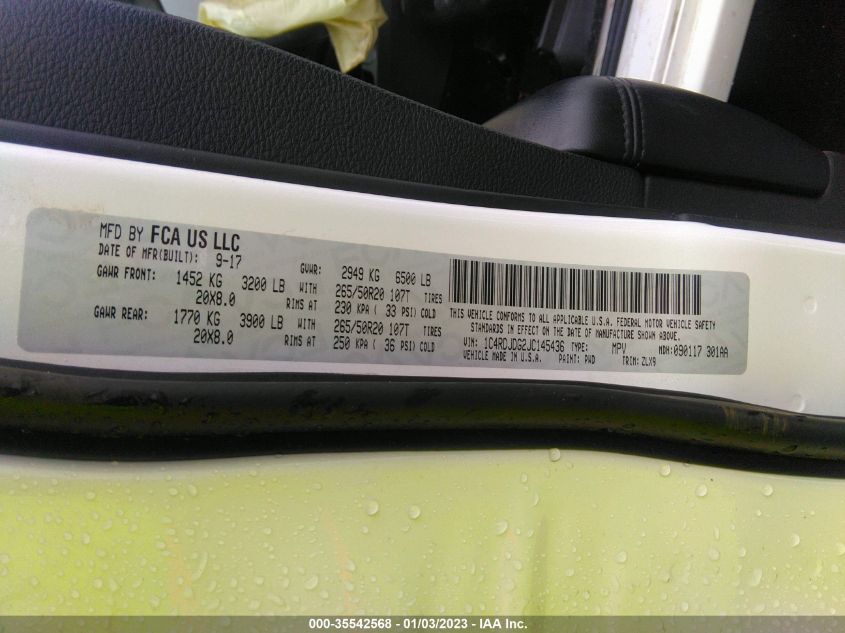 MFD BY FCA US LLC
DATE OF MFR(BUILT): 9-17
GVWR: 2949 KG 6500 LB
GAWR FRONT: 1452 KG 3200 LB WITH 265/50R20 107T TIRES
20X8.0 RIMS AT 230 KPA ( 33 PSI) COLD
GAWR REAR: 1770 KG 3900 LB WITH 265/50R20 107T TIRES
20X8.0 RIMS AT 250 KPA ( 36 PSI) COLD
THIS VEHICLE CONFORMS TO ALL APPLICABLE U.S.A. FEDERAL MOTOR VEHICLE SAFETY
STANDARDS IN EFFECT ON THE DATE OF MANUFACTURE SHOWN ABOVE.
VIN: 1C4RDJDG2JC145436 TYPE: MPV MDH:090117 301AA
VEHICLE MADE IN U.S.A. PAINT: PWD TRIM: ZLX9
000-35542568 - 01/03/2023 - IAA Inc.